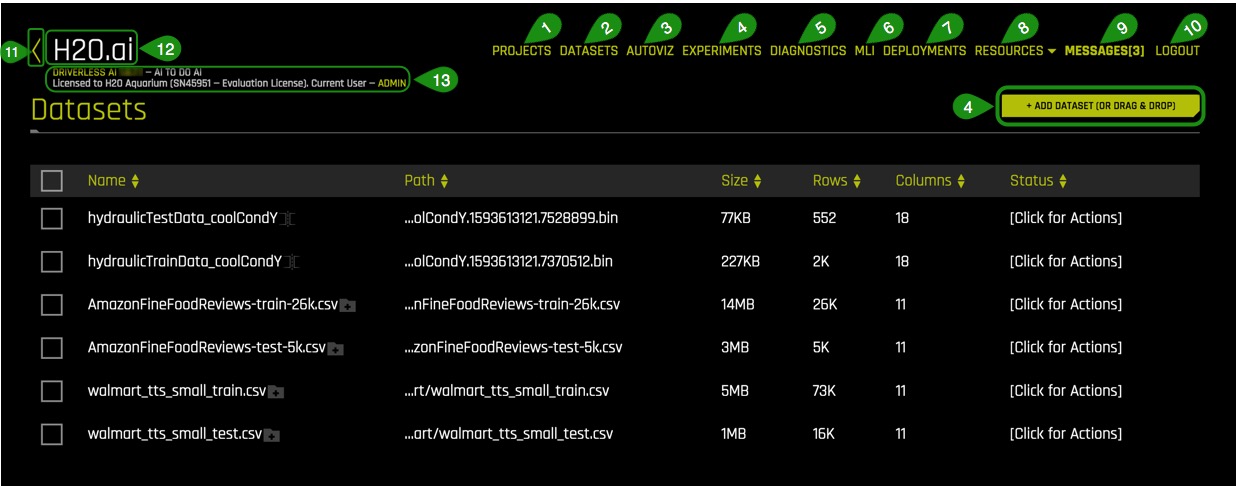 1 2 3 4 5 6 7 8 9 10
11 H2O.ai 12 PROJECTS DATASETS AUTOVIZ EXPERIMENTS DIAGNOSTICS MLI DEPLOYMENTS RESOURCES MESSAGES[3] LOGOUT
DRIVERLESS AI – AI TO DO AI
Licensed to H2O Aquarium (SN45951 – Evaluation License), Current User – ADMIN 13
Datasets 4 + ADD DATASET (OR DRAG & DROP)
Name Path Size Rows Columns Status
hydraulicTestData_coolCondY ...olCondY.1593613121.7528899.bin 77KB 552 18 [Click for Actions]
hydraulicTrainData_coolCondY ...olCondY.1593613121.7370512.bin 227KB 2K 18 [Click for Actions]
AmazonFineFoodReviews-train-26k.csv ...nFineFoodReviews-train-26k.csv 14MB 26K 11 [Click for Actions]
AmazonFineFoodReviews-test-5k.csv ...zonFineFoodReviews-test-5k.csv 3MB 5K 11 [Click for Actions]
walmart_tts_small_train.csv ...rt/walmart_tts_small_train.csv 5MB 73K 11 [Click for Actions]
walmart_tts_small_test.csv ...art/walmart_tts_small_test.csv 1MB 16K 11 [Click for Actions]